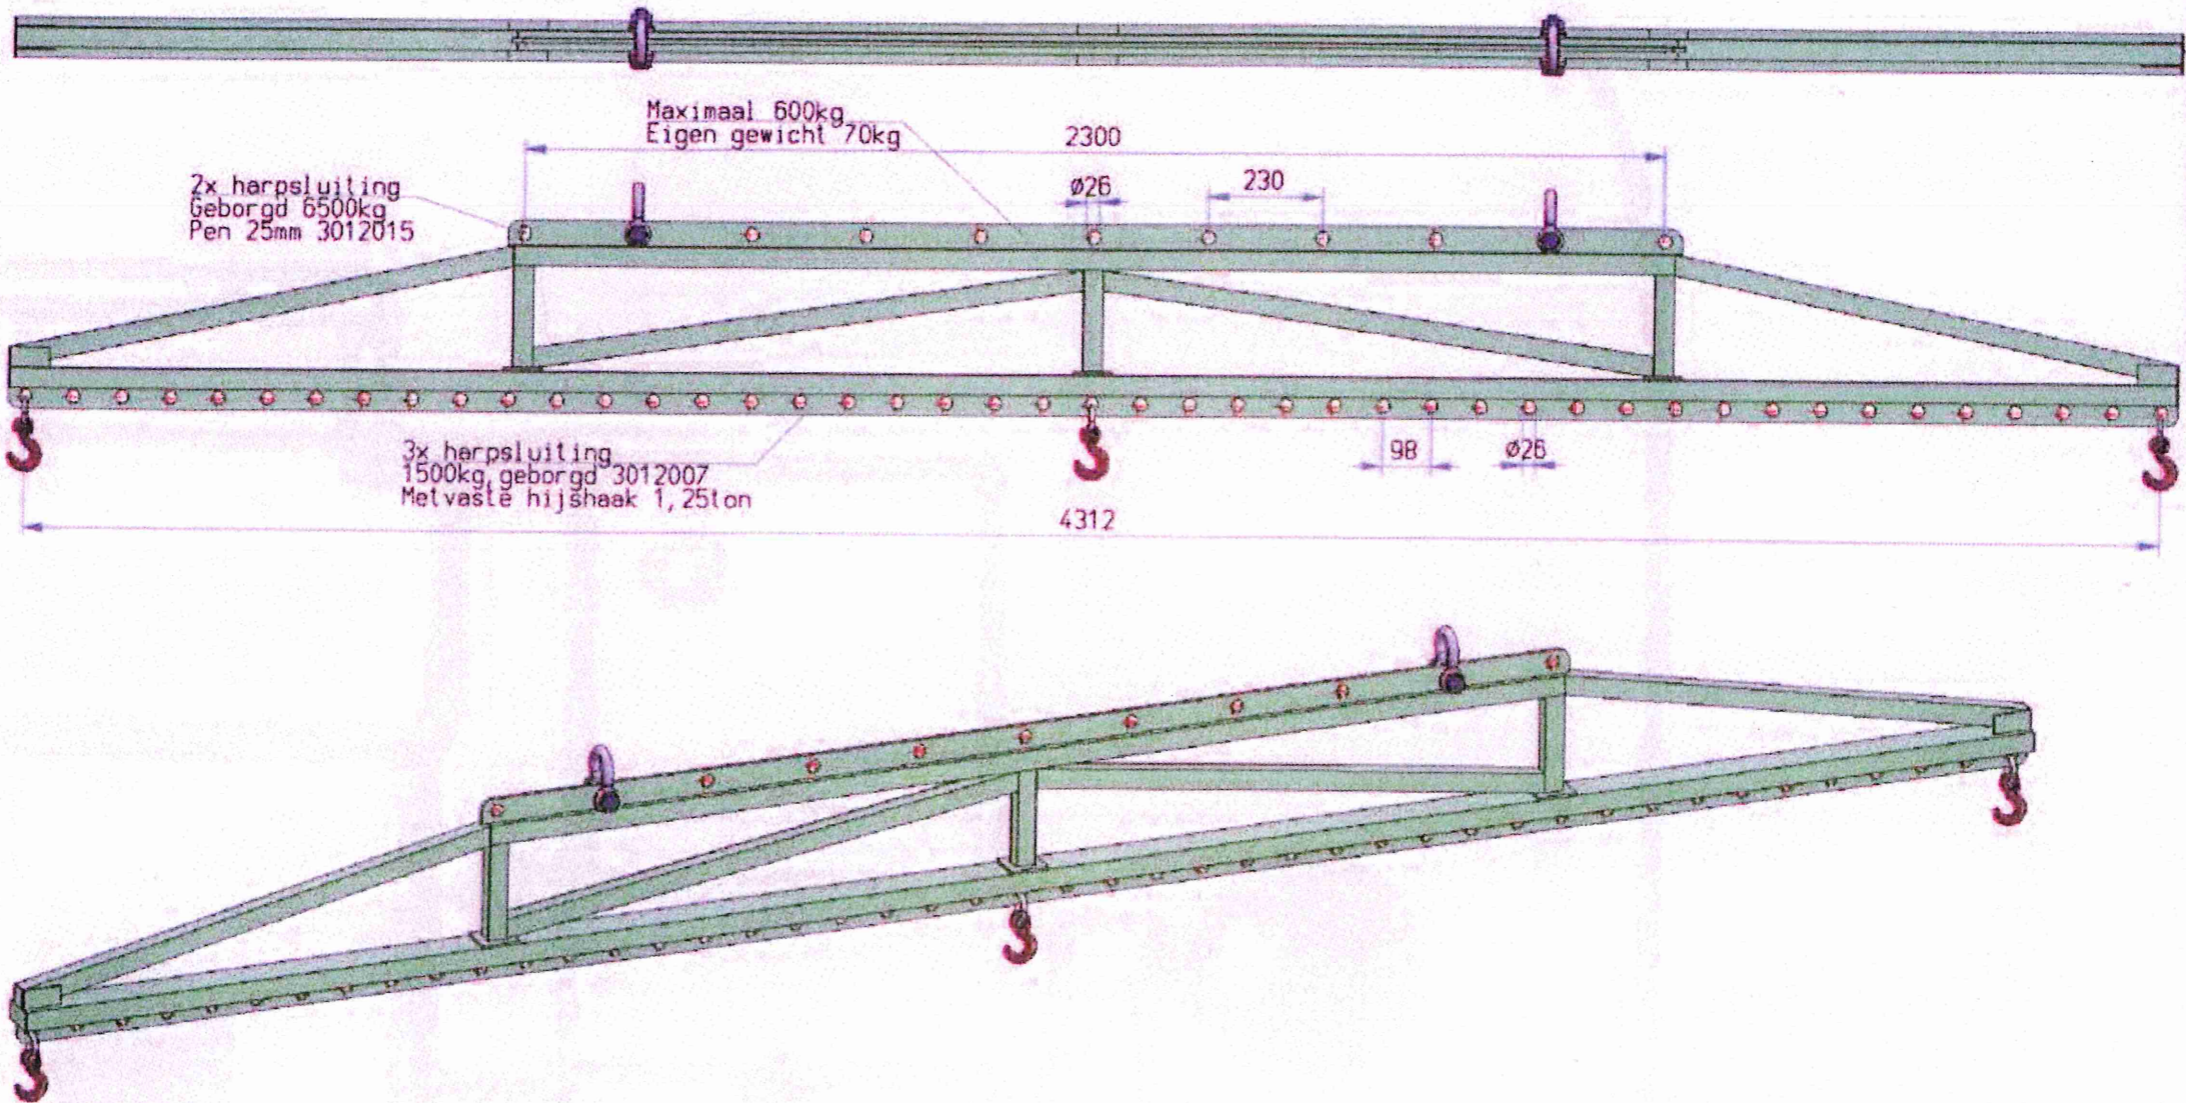 Maximaal 600kg
Eigen gewicht 70kg
2300
2x harpsluiting
Geborgd 6500kg
Pen 25mm 3012015
ø26
230
3x harpsluiting
1500kg, geborgd 3012007
Metvaste hijshaak 1,25ton
98
ø26
4312